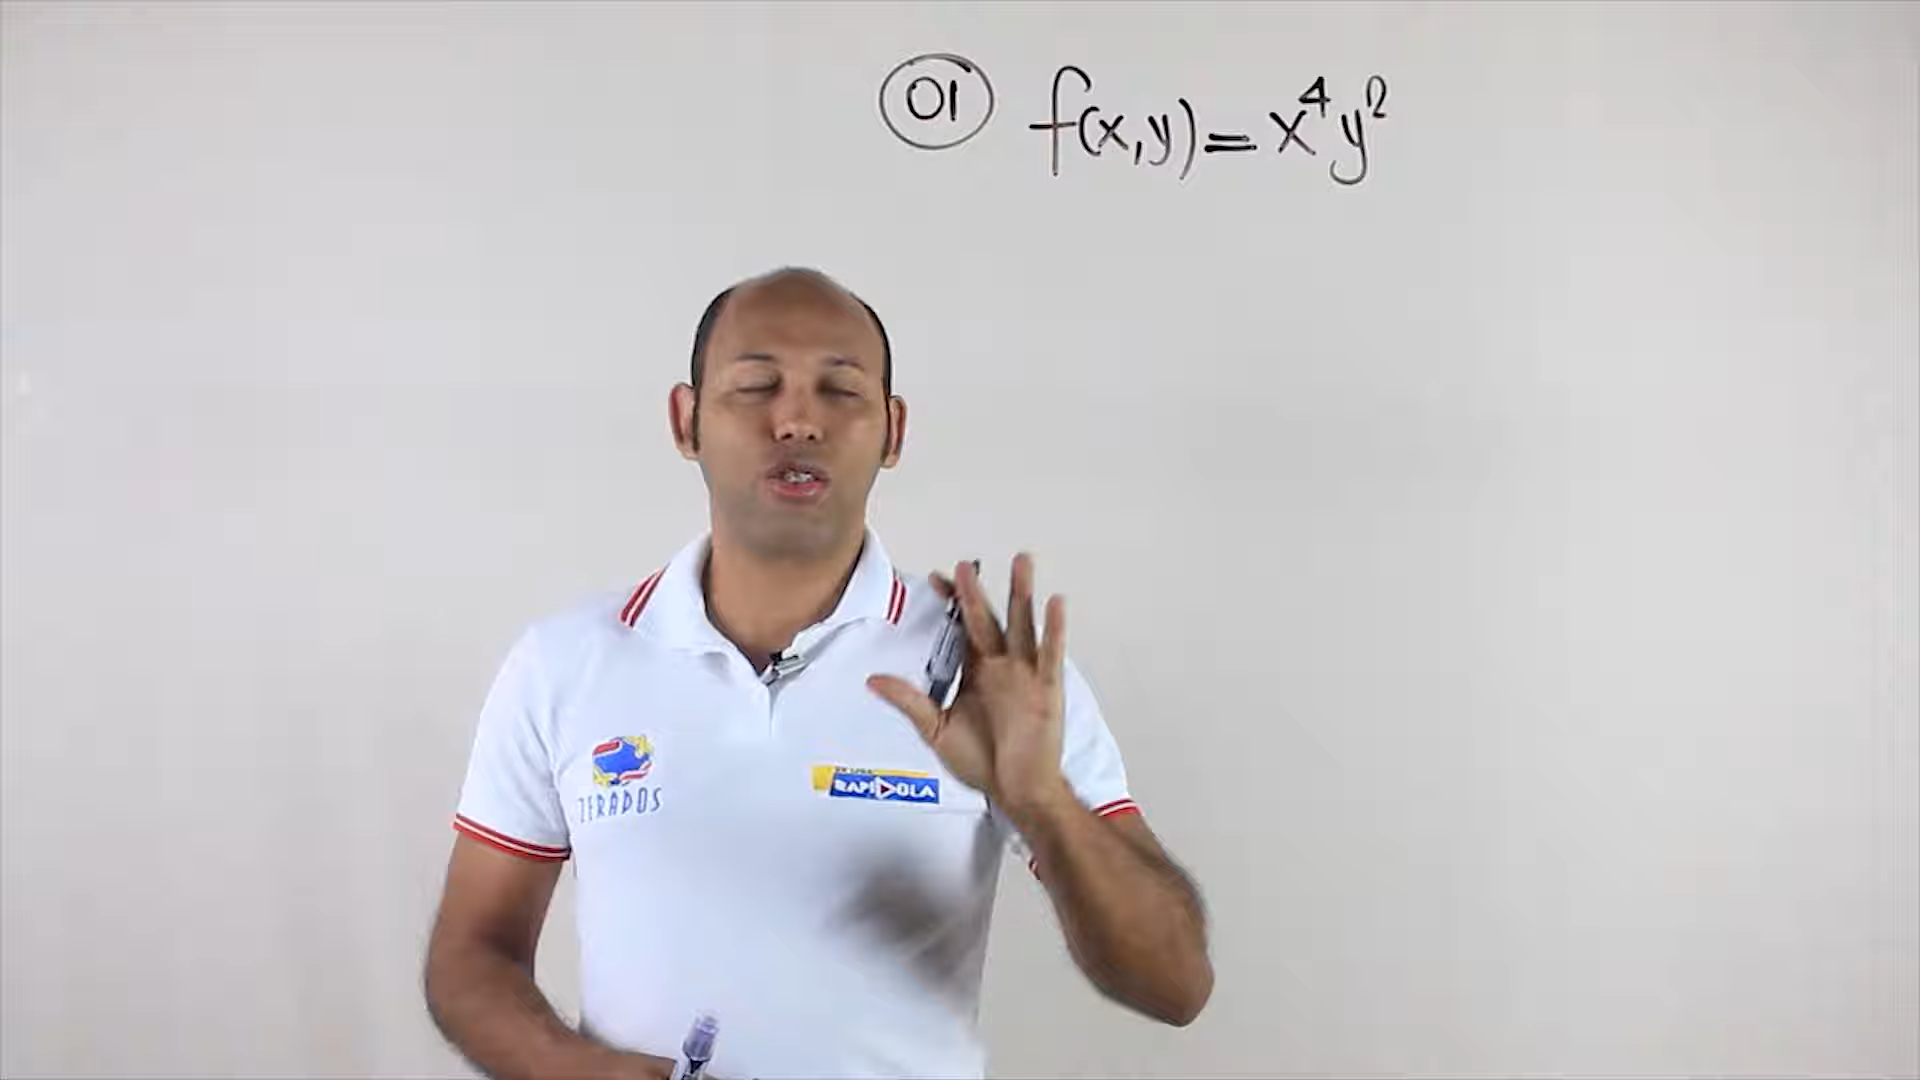 01 f(x,y)=x⁴y²
ZERADOS
RAPIDOLA